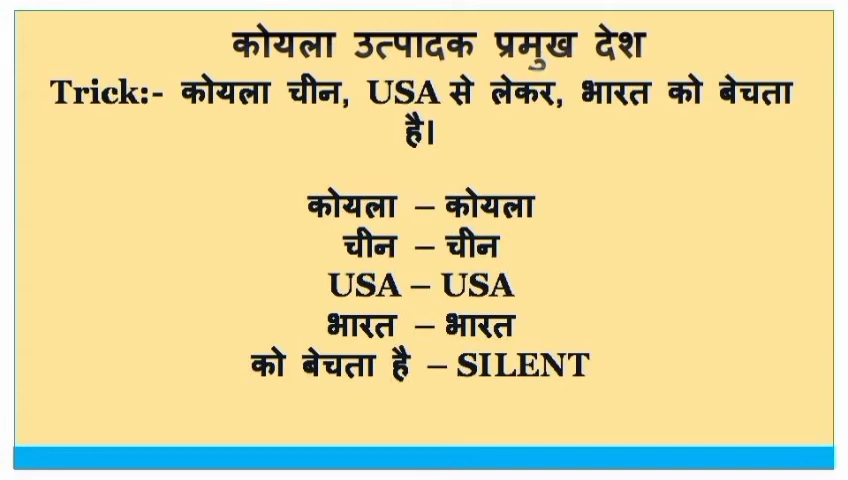 कोयला उत्पादक प्रमुख देश
Trick:- कोयला चीन, USA से लेकर, भारत को बेचता
है।
कोयला – कोयला
चीन – चीन
USA – USA
भारत – भारत
को बेचता है – SILENT